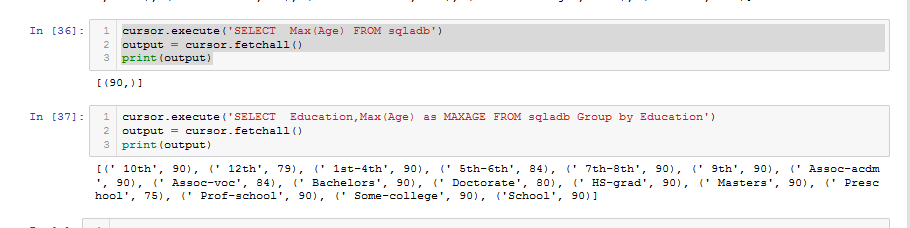 In [36]: 1 cursor.execute('SELECT  Max(Age) FROM sqladb')
2 output = cursor.fetchall()
3 print(output)
[(90,)]
In [37]: 1 cursor.execute('SELECT  Education,Max(Age) as MAXAGE FROM sqladb Group by Education')
2 output = cursor.fetchall()
3 print(output)
[(' 10th', 90), (' 12th', 79), (' 1st-4th', 90), (' 5th-6th', 84), (' 7th-8th', 90), (' 9th', 90), (' Assoc-acdm
', 90), (' Assoc-voc', 84), (' Bachelors', 90), (' Doctorate', 80), (' HS-grad', 90), (' Masters', 90), (' Presc
hool', 75), (' Prof-school', 90), (' Some-college', 90), ('School', 90)]